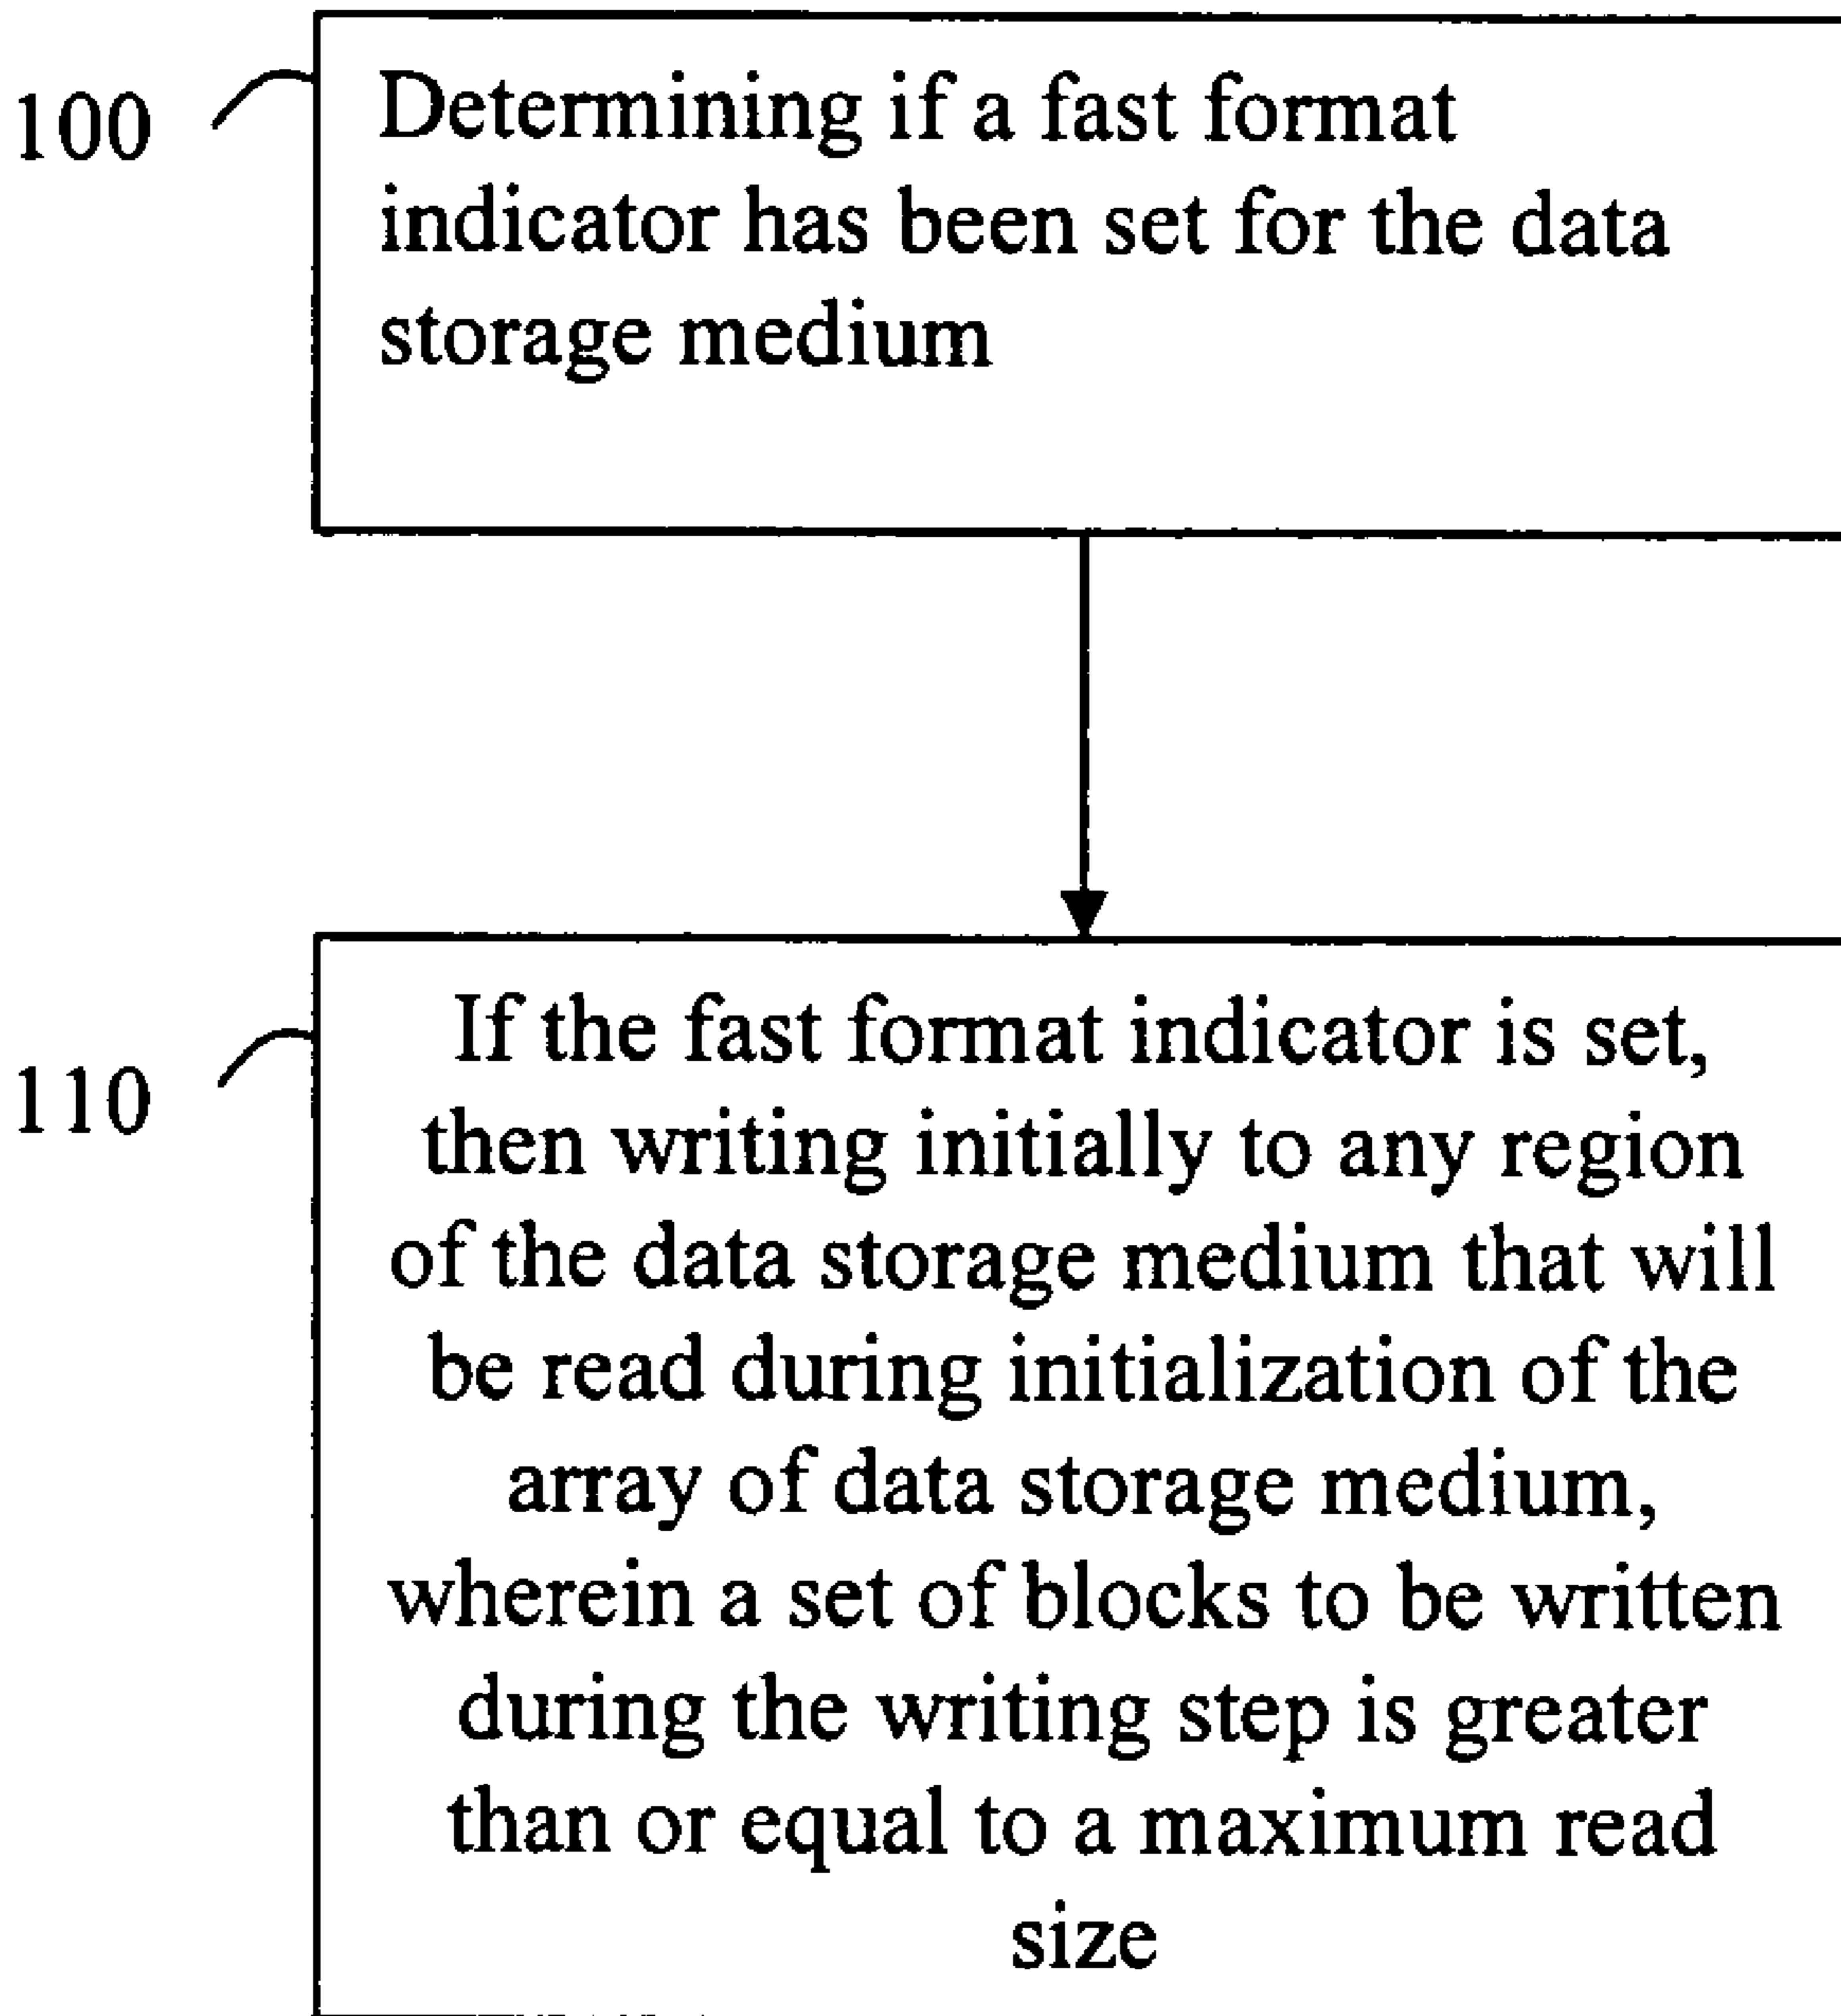 100
Determining if a fast format
indicator has been set for the data
storage medium
110
If the fast format indicator is set,
then writing initially to any region
of the data storage medium that will
be read during initialization of the
array of data storage medium,
wherein a set of blocks to be written
during the writing step is greater
than or equal to a maximum read
size